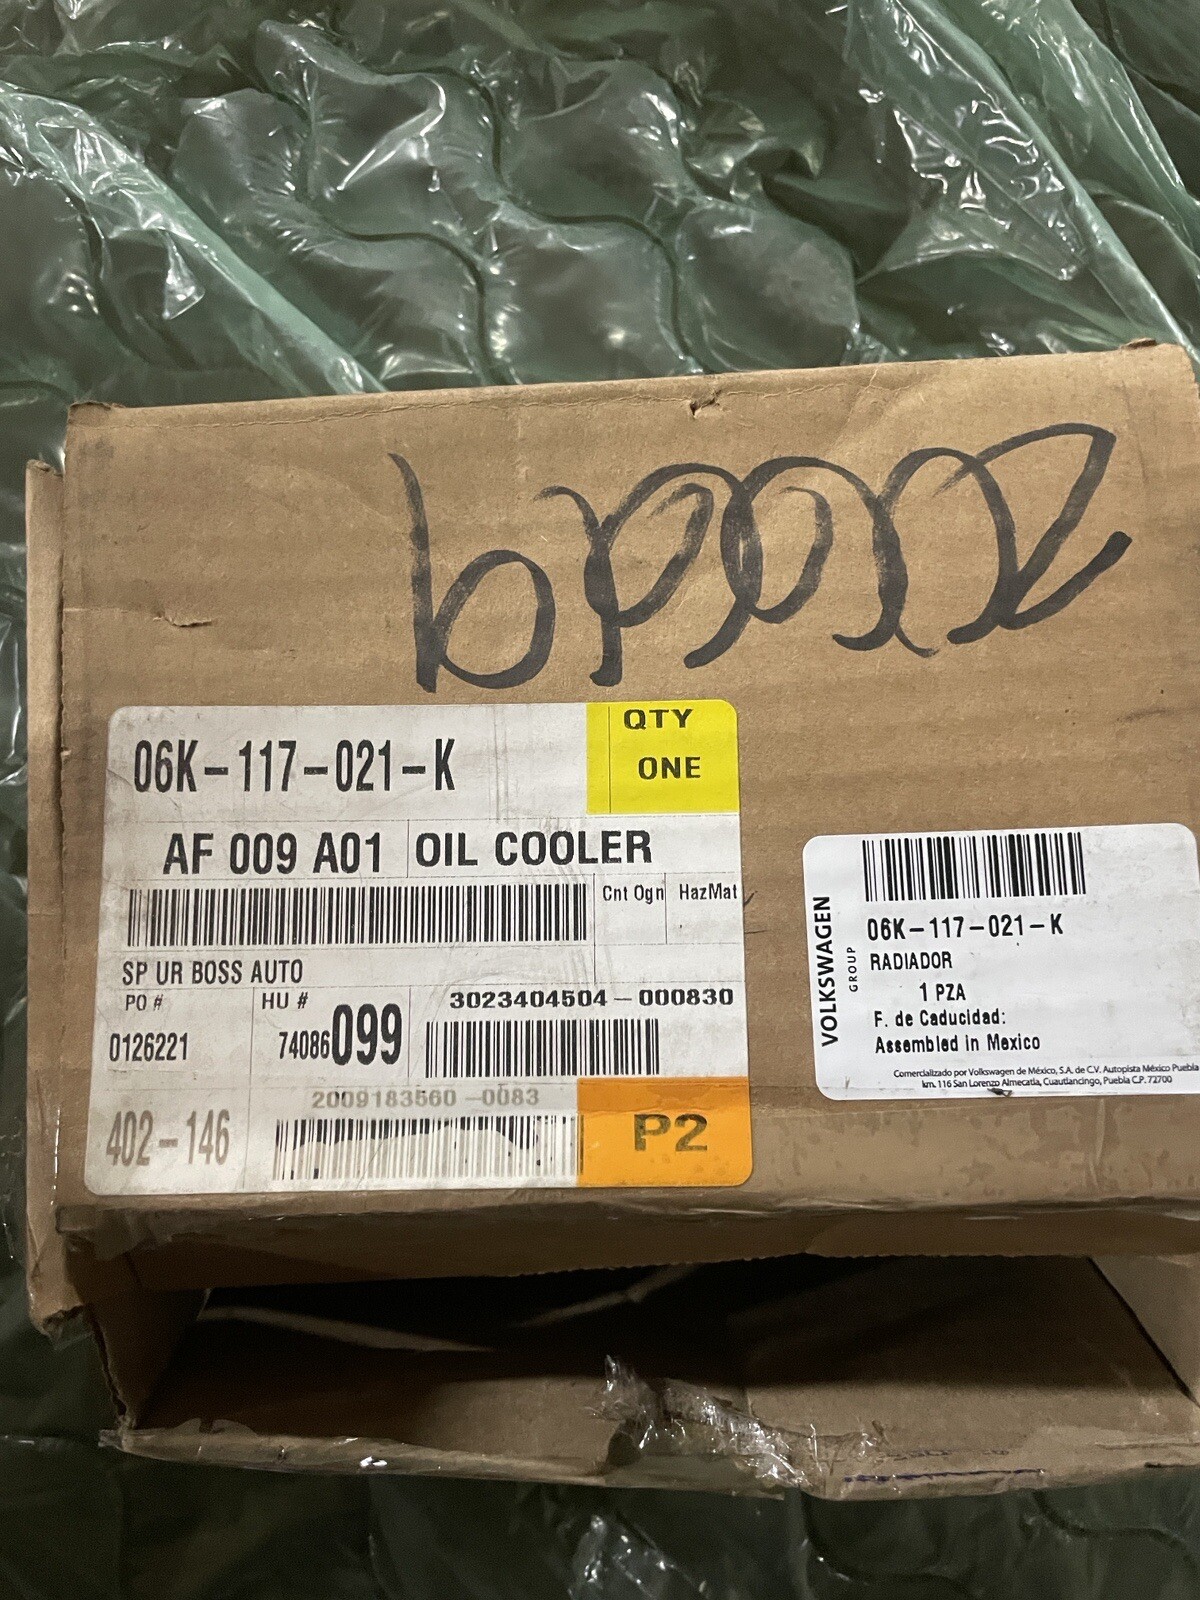 06K-117-021-K
QTY
ONE
AF 009 A01
OIL COOLER
Cnt Ogn
HazMat
SP UR BOSS AUTO
PO #
0126221
HU #
74086099
3023404504-000830
402-146
2009183560-0083
P2
VOLKSWAGEN
GROUP
06K-117-021-K
RADIADOR
1 PZA
F. de Caducidad:
Assembled in Mexico
Comercializado por Volkswagen de México, S.A. de C.V. Autopista México Puebla
km. 116 San Lorenzo Almecatla, Cuautlancingo, Puebla C.P. 72700